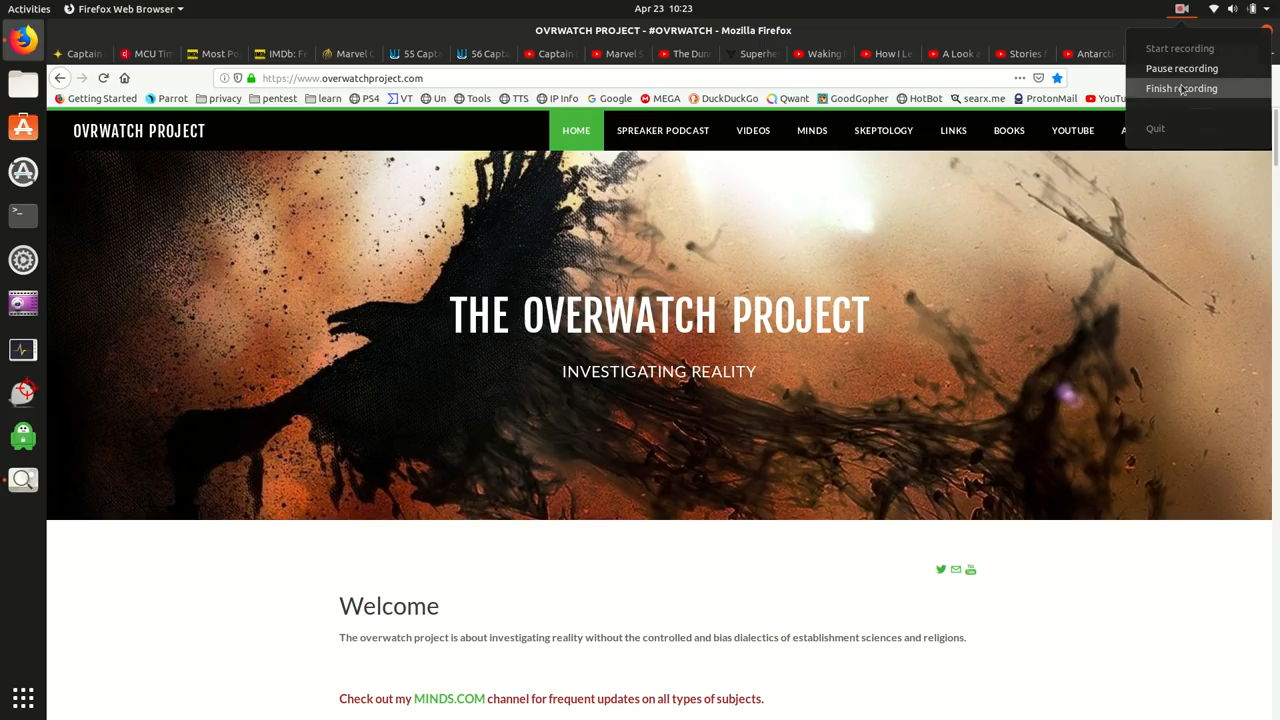 Activities
Firefox Web Browser
Apr 23 10:23
OVRWATCH PROJECT - #OVRWATCH - Mozilla Firefox
Captain
MCU Tim
Most Po
IMDb: Fe
Marvel C
55 Capta
56 Capta
Captain
Marvel S
The Dun
Superhe
Waking
How I Le
A Look a
Stories
Antarcti
https://www.overwatchproject.com
Getting Started
Parrot
privacy
pentest
learn
PS4
VT
Un
Tools
TTS
IP Info
Google
MEGA
DuckDuckGo
Qwant
GoodGopher
HotBot
searx.me
ProtonMail
YouTu
Start recording
Pause recording
Finish recording
Quit
OVRWATCH PROJECT
HOME
SPREAKER PODCAST
VIDEOS
MINDS
SKEPTOLOGY
LINKS
BOOKS
YOUTUBE
A
THE OVERWATCH PROJECT
INVESTIGATING REALITY
Welcome
The overwatch project is about investigating reality without the controlled and bias dialectics of establishment sciences and religions.
Check out my MINDS.COM channel for frequent updates on all types of subjects.